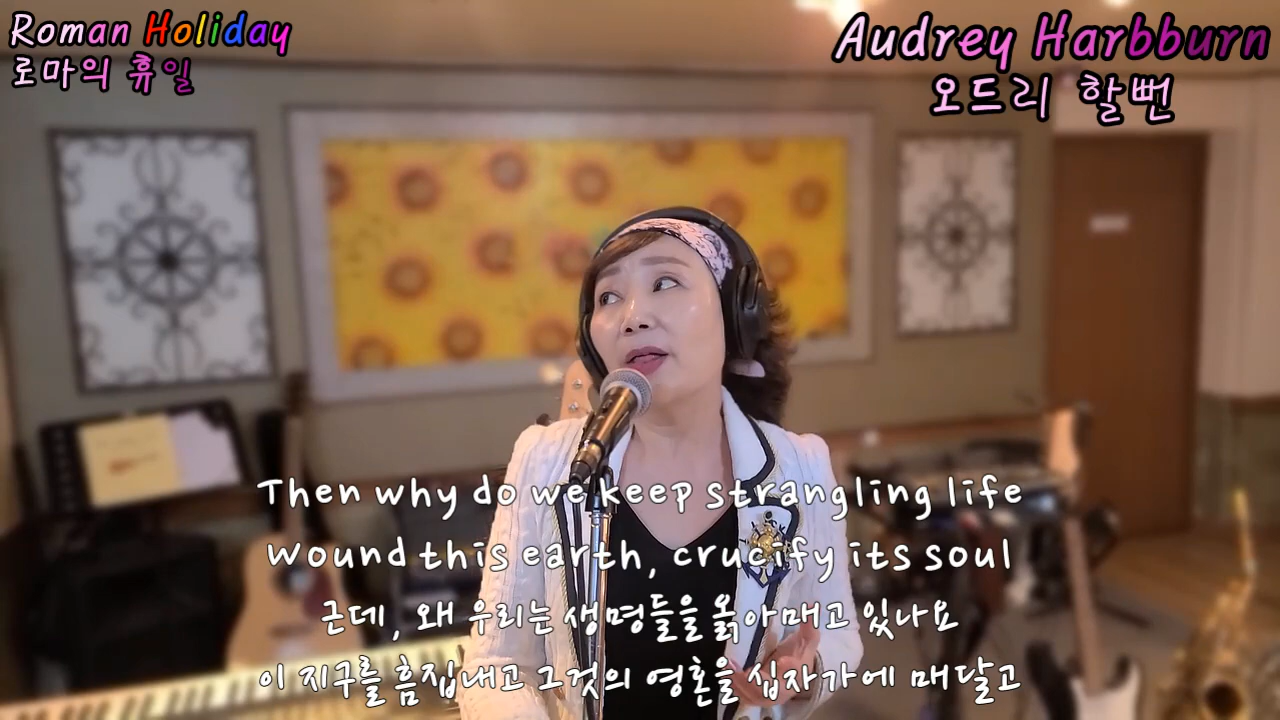 Roman Holiday
로마의 휴일
Audrey Harbburn
오드리 할뻔
Then why do we keep strangling life
Wound this earth, crucify its soul
근데, 왜 우리는 생명들을 옭아매고 있나요
이 지구를 흠집내고 그것의 영혼을 십자가에 매달고